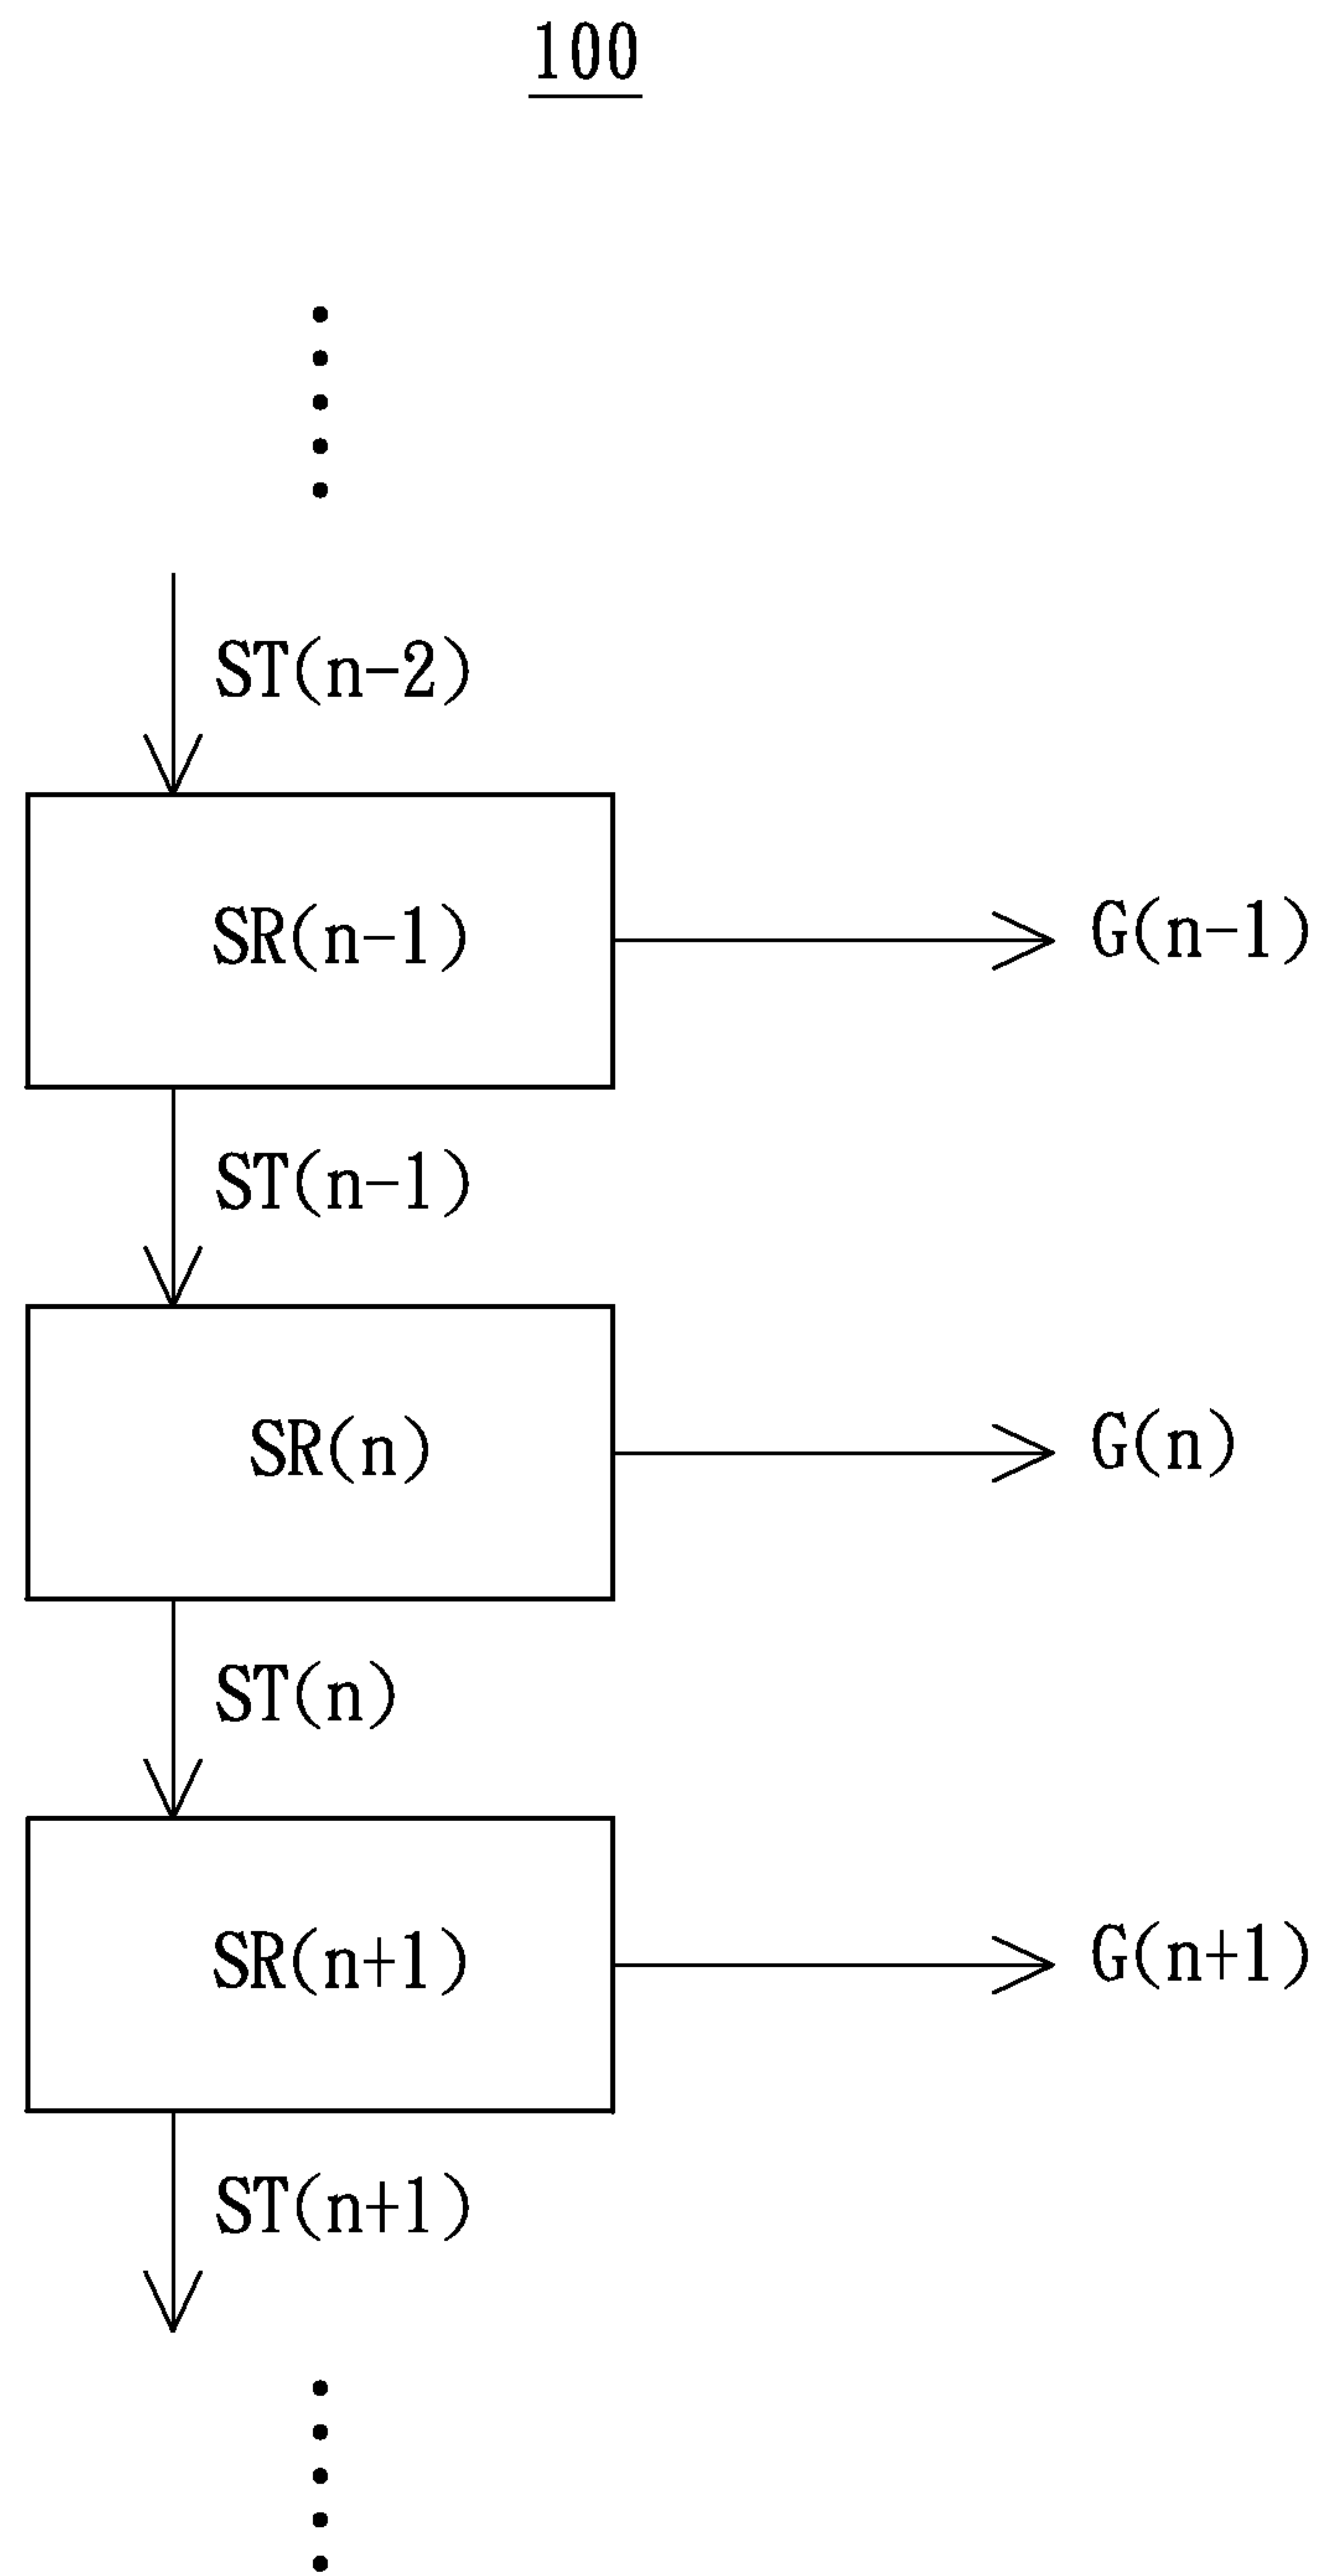 100
ST(n-2)
SR(n-1)
G(n-1)
ST(n-1)
SR(n)
G(n)
ST(n)
SR(n+1)
G(n+1)
ST(n+1)